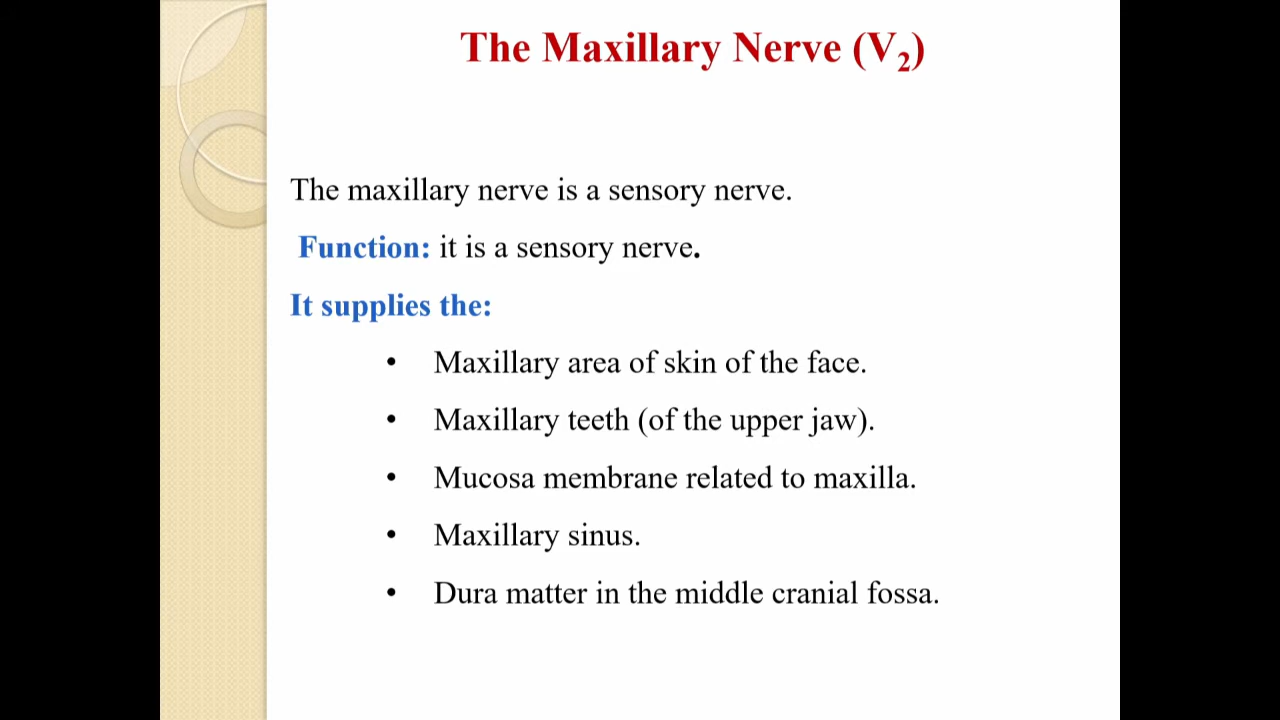 The Maxillary Nerve (V₂)
The maxillary nerve is a sensory nerve.
Function: it is a sensory nerve.
It supplies the:
• Maxillary area of skin of the face.
• Maxillary teeth (of the upper jaw).
• Mucosa membrane related to maxilla.
• Maxillary sinus.
• Dura matter in the middle cranial fossa.